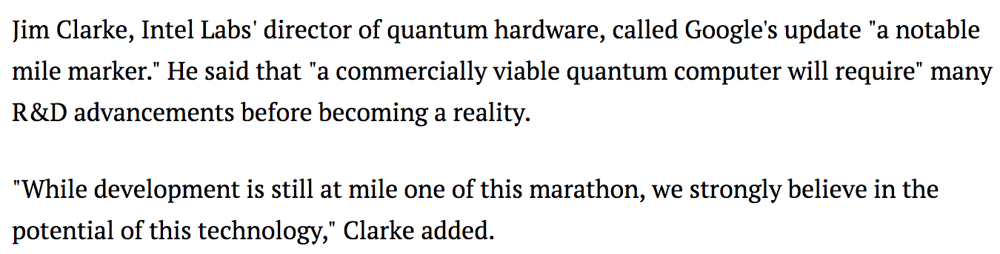 Jim Clarke, Intel Labs' director of quantum hardware, called Google's update "a notable
mile marker." He said that "a commercially viable quantum computer will require" many
R&D advancements before becoming a reality.
"While development is still at mile one of this marathon, we strongly believe in the
potential of this technology," Clarke added.